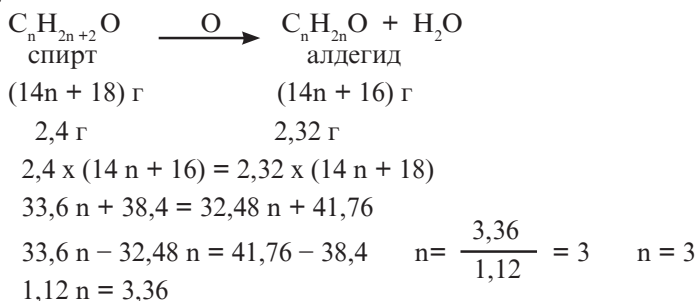 CₙH₂ₙ₊₂O O CₙH₂ₙO + H₂O
спирт алдегид
(14n + 18) г (14n + 16) г
2,4 г 2,32 г
2,4 x (14 n + 16) = 2,32 x (14 n + 18)
33,6 n + 38,4 = 32,48 n + 41,76
33,6 n − 32,48 n = 41,76 − 38,4 n= 3,36 / 1,12 = 3 n = 3
1,12 n = 3,36